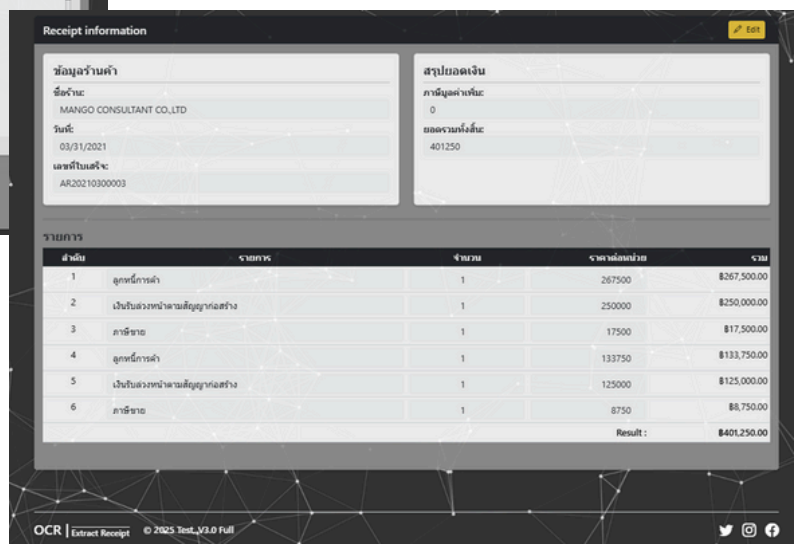 Receipt information
Edit
ข้อมูลร้านค้า
ชื่อร้าน:
MANGO CONSULTANT CO.,LTD
วันที่:
03/31/2021
เลขที่ใบเสร็จ:
AR20210300003
สรุปยอดเงิน
ภาษีมูลค่าเพิ่ม:
0
ยอดรวมทั้งสิ้น:
401250
รายการ
ลำดับ รายการ จำนวน ราคาต่อหน่วย รวม
1 ลูกหนี้การค้า 1 267500 ฿267,500.00
2 เงินรับล่วงหน้าตามสัญญาก่อสร้าง 1 250000 ฿250,000.00
3 ภาษีขาย 1 17500 ฿17,500.00
4 ลูกหนี้การค้า 1 133750 ฿133,750.00
5 เงินรับล่วงหน้าตามสัญญาก่อสร้าง 1 125000 ฿125,000.00
6 ภาษีขาย 1 8750 ฿8,750.00
Result : ฿401,250.00
OCR | Extract Receipt © 2025 Test,,V3.0 Full